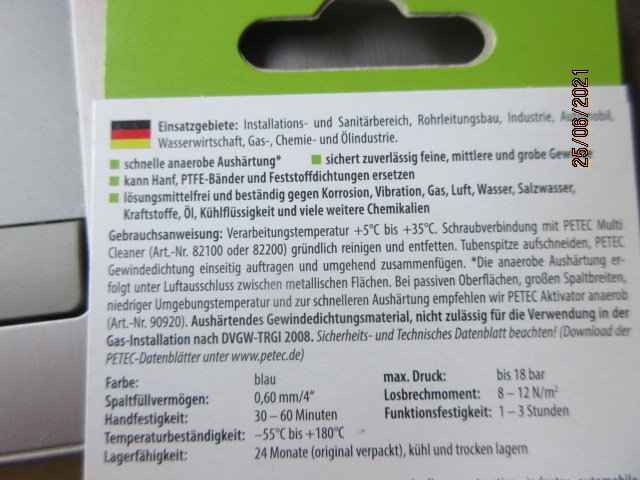 Einsatzgebiete: Installations- und Sanitärbereich, Rohrleitungsbau, Industrie, Automobil,
Wasserwirtschaft, Gas-, Chemie- und Ölindustrie.
schnelle anaerobe Aushärtung* sichert zuverlässig feine, mittlere und grobe Gewinde
kann Hanf, PTFE-Bänder und Feststoffdichtungen ersetzen
lösungsmittelfrei und beständig gegen Korrosion, Vibration, Gas, Luft, Wasser, Salzwasser,
Kraftstoffe, Öl, Kühlflüssigkeit und viele weitere Chemikalien
Gebrauchsanweisung: Verarbeitungstemperatur +5°C bis +35°C. Schraubverbindung mit PETEC Multi
Cleaner (Art.-Nr. 82100 oder 82200) gründlich reinigen und entfetten. Tubenspitze aufschneiden, PETEC
Gewindedichtung einseitig auftragen und umgehend zusammenfügen. *Die anaerobe Aushärtung er-
folgt unter Luftausschluss zwischen metallischen Flächen. Bei passiven Oberflächen, großen Spaltbreiten,
niedriger Umgebungstemperatur und zur schnelleren Aushärtung empfehlen wir PETEC Aktivator anaerob
(Art.-Nr. 90920). Aushärtendes Gewindedichtungsmaterial, nicht zulässig für die Verwendung in der
Gas-Installation nach DVGW-TRGI 2008. Sicherheits- und Technisches Datenblatt beachten! (Download der
PETEC-Datenblätter unter www.petec.de)
Farbe: blau
Spaltfüllvermögen: 0,60 mm/4"
Handfestigkeit: 30 – 60 Minuten
Temperaturbeständigkeit: –55°C bis +180°C
Lagerfähigkeit: 24 Monate (original verpackt), kühl und trocken lagern
max. Druck: bis 18 bar
Losbrechmoment: 8 – 12 N/m²
Funktionsfestigkeit: 1 – 3 Stunden
25/06/2021